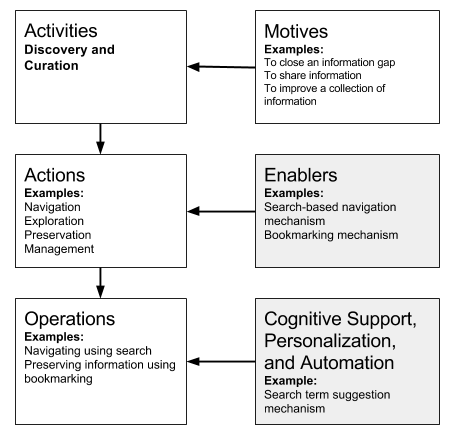 Activities
Discovery and
Curation
Motives
Examples:
To close an information gap
To share information
To improve a collection of
information
Actions
Examples:
Navigation
Exploration
Preservation
Management
Enablers
Examples:
Search-based navigation
mechanism
Bookmarking mechanism
Operations
Examples:
Navigating using search
Preserving information using
bookmarking
Cognitive Support,
Personalization,
and Automation
Example:
Search term suggestion
mechanism